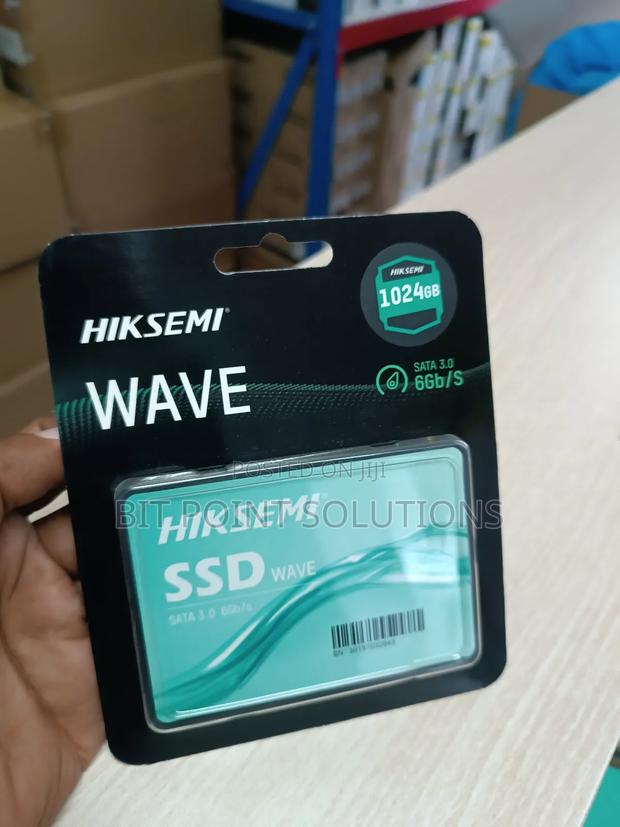 HIKSEMI
1024GB
HIKSEMI®
SATA 3.0
6Gb/S
WAVE
POSTED ON JIJI
BIT POINT SOLUTIONS
HIKSEMI
SSD WAVE
SATA 3.0 6Gb/s